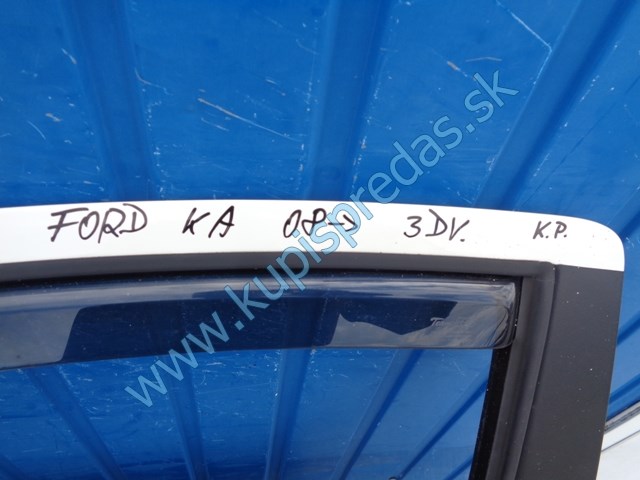 FORD KA 08-> 3DV. K.P.
www.kupispredas.sk